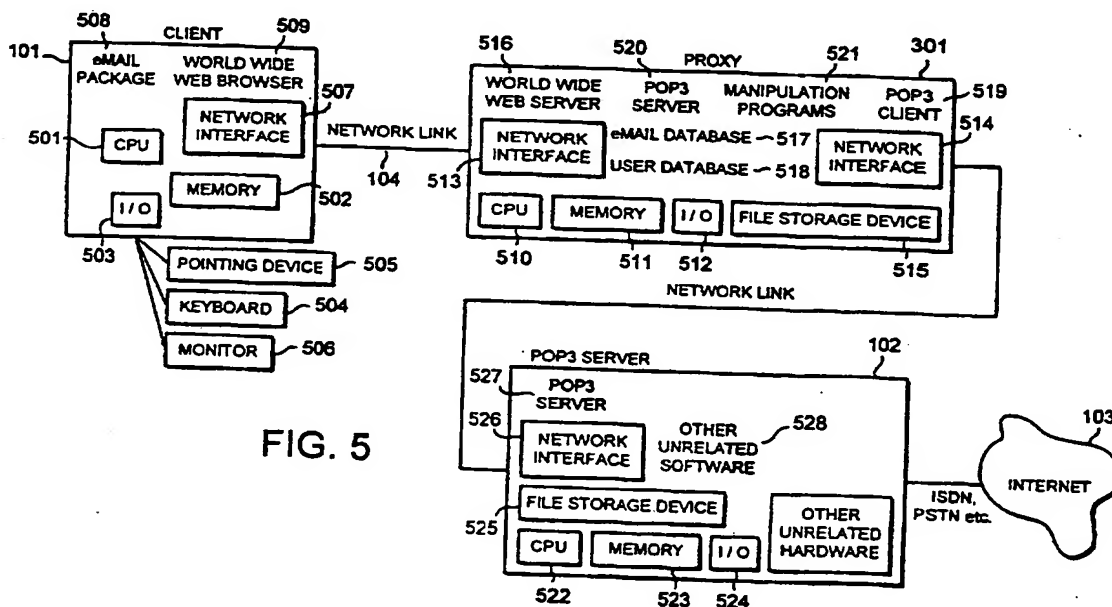 508
CLIENT
509
101
eMAIL
PACKAGE
WORLD WIDE
WEB BROWSER
507
501
CPU
NETWORK
INTERFACE
MEMORY
502
I/O
503
POINTING DEVICE
505
KEYBOARD
504
MONITOR
506
NETWORK LINK
104
516
520
PROXY
521
301
WORLD WIDE
WEB SERVER
POP3
SERVER
MANIPULATION
PROGRAMS
POP3
CLIENT
519
514
NETWORK
INTERFACE
513
eMAIL DATABASE
517
USER DATABASE
518
NETWORK
INTERFACE
CPU
MEMORY
I/O
FILE STORAGE DEVICE
510
511
512
515
NETWORK LINK
POP3 SERVER
102
527
POP3
SERVER
526
NETWORK
INTERFACE
OTHER
UNRELATED
SOFTWARE
528
525
FILE STORAGE DEVICE
CPU
MEMORY
I/O
OTHER
UNRELATED
HARDWARE
522
523
524
ISDN,
PSTN etc.
103
INTERNET
FIG. 5